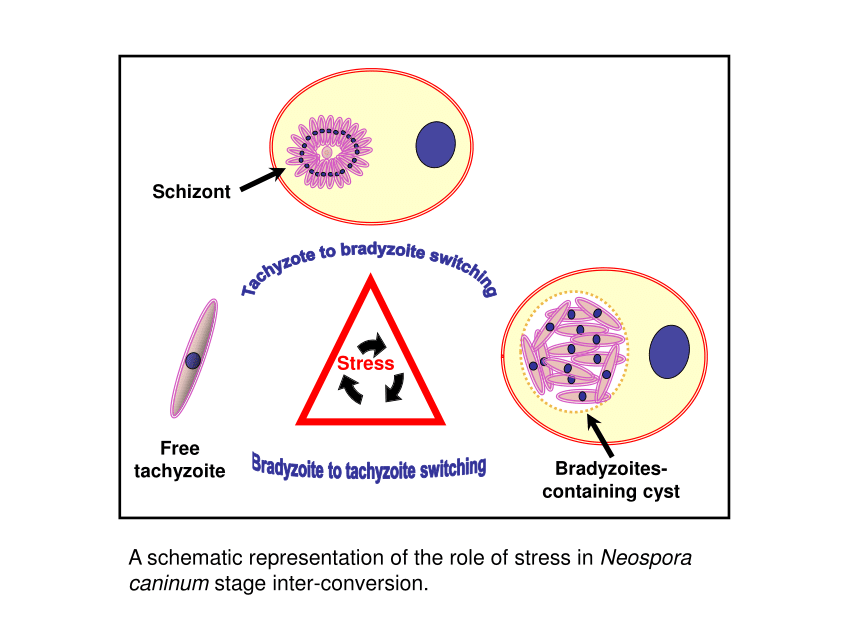 Schizont
Tachyzote to bradyzoite switching
Stress
Free
tachyzoite
Bradyzoite to tachyzoite switching
Bradyzoites-
containing cyst
A schematic representation of the role of stress in Neospora
caninum stage inter-conversion.